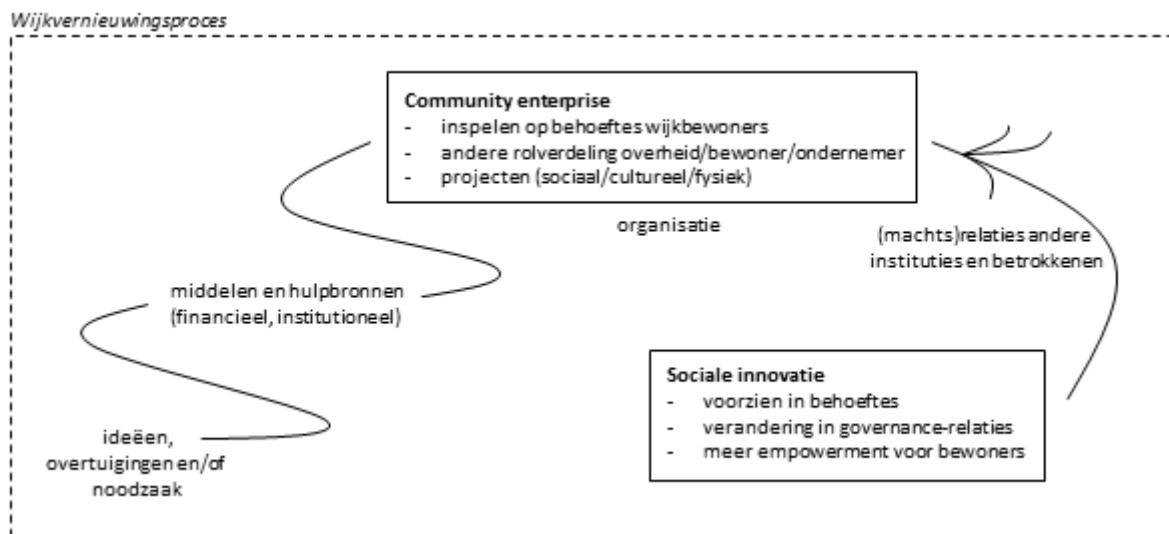 Wijkvernieuwingsproces
Community enterprise
- inspelen op behoeftes wijkbewoners
- andere rolverdeling overheid/bewoner/ondernemer
- projecten (sociaal/cultureel/fysiek)
organisatie
(machts)relaties andere
instituties en betrokkenen
middelen en hulpbronnen
(financieel, institutioneel)
Sociale innovatie
- voorzien in behoeftes
- verandering in governance-relaties
- meer empowerment voor bewoners
ideëen,
overtuigingen en/of
noodzaak